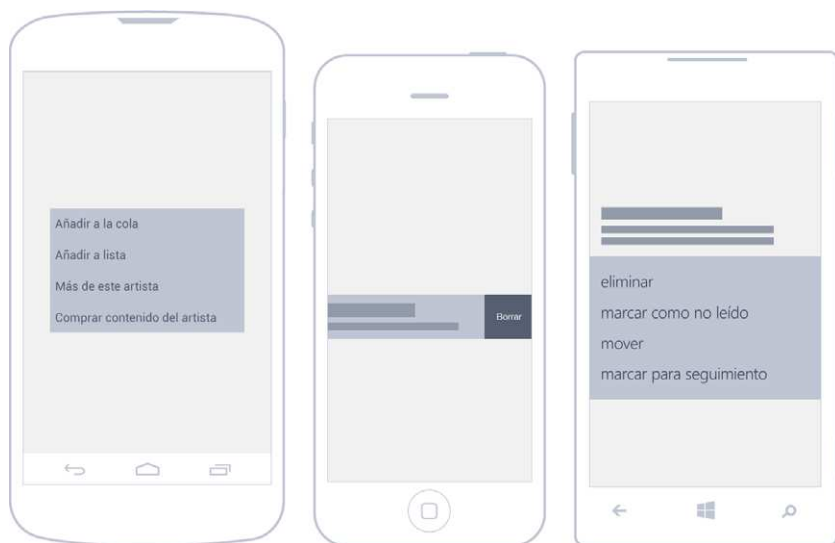 Añadir a la cola
Añadir a lista
Más de este artista
Comprar contenido del artista
Borrar
eliminar
marcar como no leído
mover
marcar para seguimiento